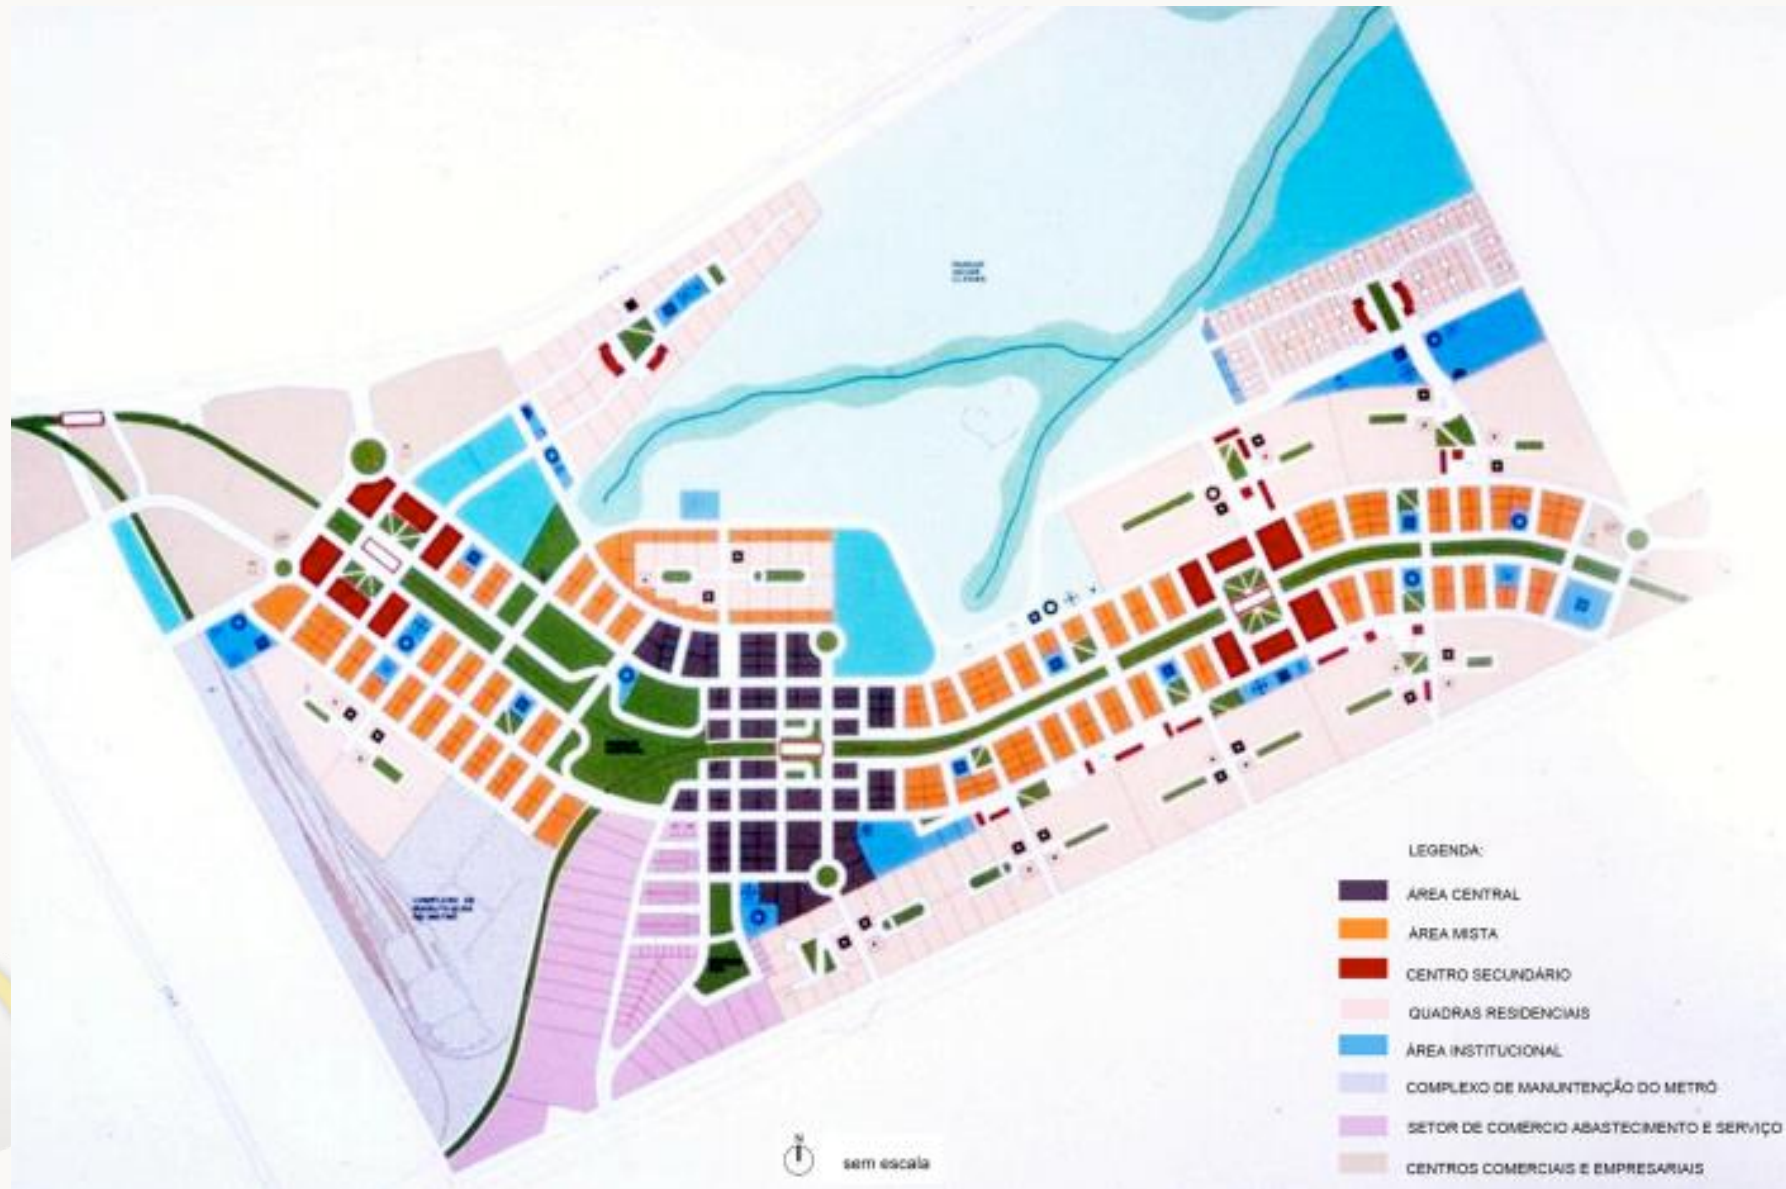 LEGENDA:
ÁREA CENTRAL
ÁREA MISTA
CENTRO SECUNDÁRIO
QUADRAS RESIDENCIAIS
ÁREA INSTITUCIONAL
COMPLEXO DE MANUNTENÇÃO DO METRÔ
SETOR DE COMÉRCIO ABASTECIMENTO E SERVIÇO
CENTROS COMERCIAIS E EMPRESARIAIS
N
sem escala